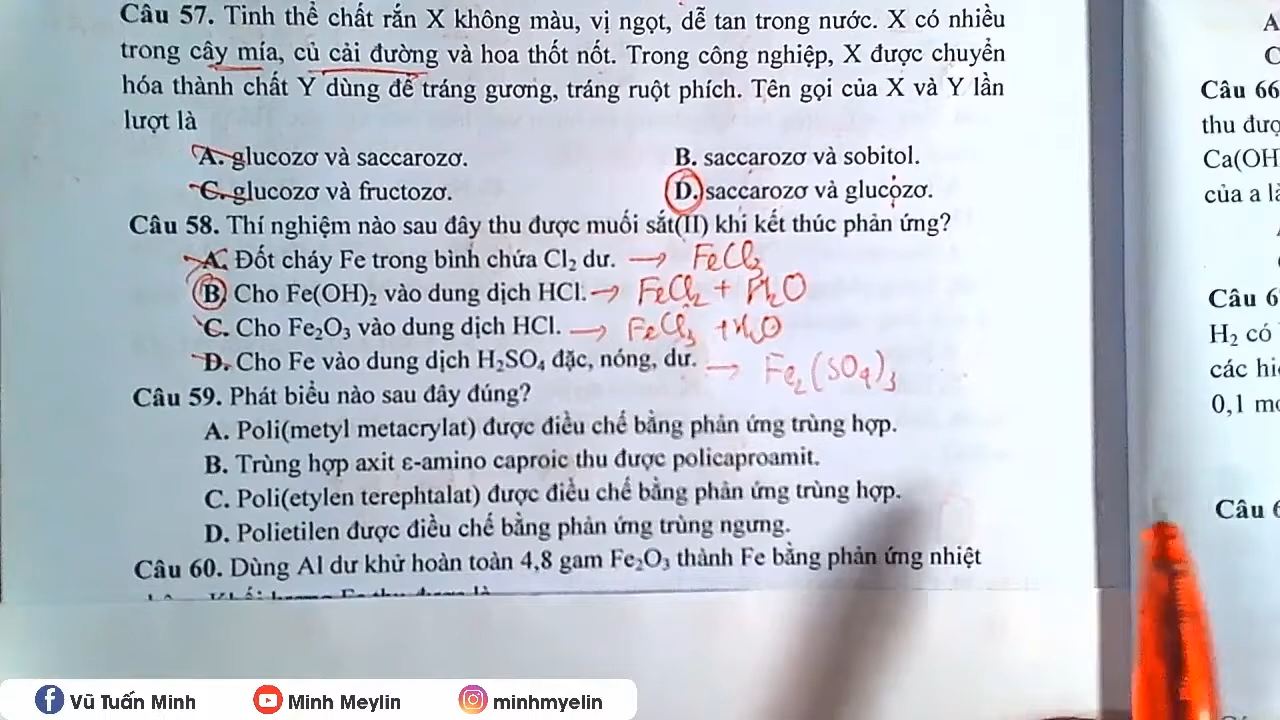 Câu 57. Tinh thể chất rắn X không màu, vị ngọt, dễ tan trong nước. X có nhiều
trong cây mía, củ cải đường và hoa thốt nốt. Trong công nghiệp, X được chuyển
hóa thành chất Y dùng để tráng gương, tráng ruột phích. Tên gọi của X và Y lần
lượt là
A. glucozơ và saccarozơ. B. saccarozơ và sobitol.
C. glucozơ và fructozơ. D. saccarozơ và glucozơ.
Câu 58. Thí nghiệm nào sau đây thu được muối sắt(II) khi kết thúc phản ứng?
A. Đốt cháy Fe trong bình chứa Cl₂ dư. → FeCl₃
B. Cho Fe(OH)₂ vào dung dịch HCl. → FeCl₂ + H₂O
C. Cho Fe₂O₃ vào dung dịch HCl. → FeCl₃ + H₂O
D. Cho Fe vào dung dịch H₂SO₄ đặc, nóng, dư. → Fe₂(SO₄)₃
Câu 59. Phát biểu nào sau đây đúng?
A. Poli(metyl metacrylat) được điều chế bằng phản ứng trùng hợp.
B. Trùng hợp axit ε-amino caproic thu được policaproamit.
C. Poli(etylen terephtalat) được điều chế bằng phản ứng trùng hợp.
D. Polietilen được điều chế bằng phản ứng trùng ngưng.
Câu 60. Dùng Al dư khử hoàn toàn 4,8 gam Fe₂O₃ thành Fe bằng phản ứng nhiệt
A
C
Câu 66
thu đượ
Ca(OH
của a là
Câu 6
H₂ có
các hi
0,1 mo
Câu 6
Vũ Tuấn Minh Minh Meylin minhmyelin